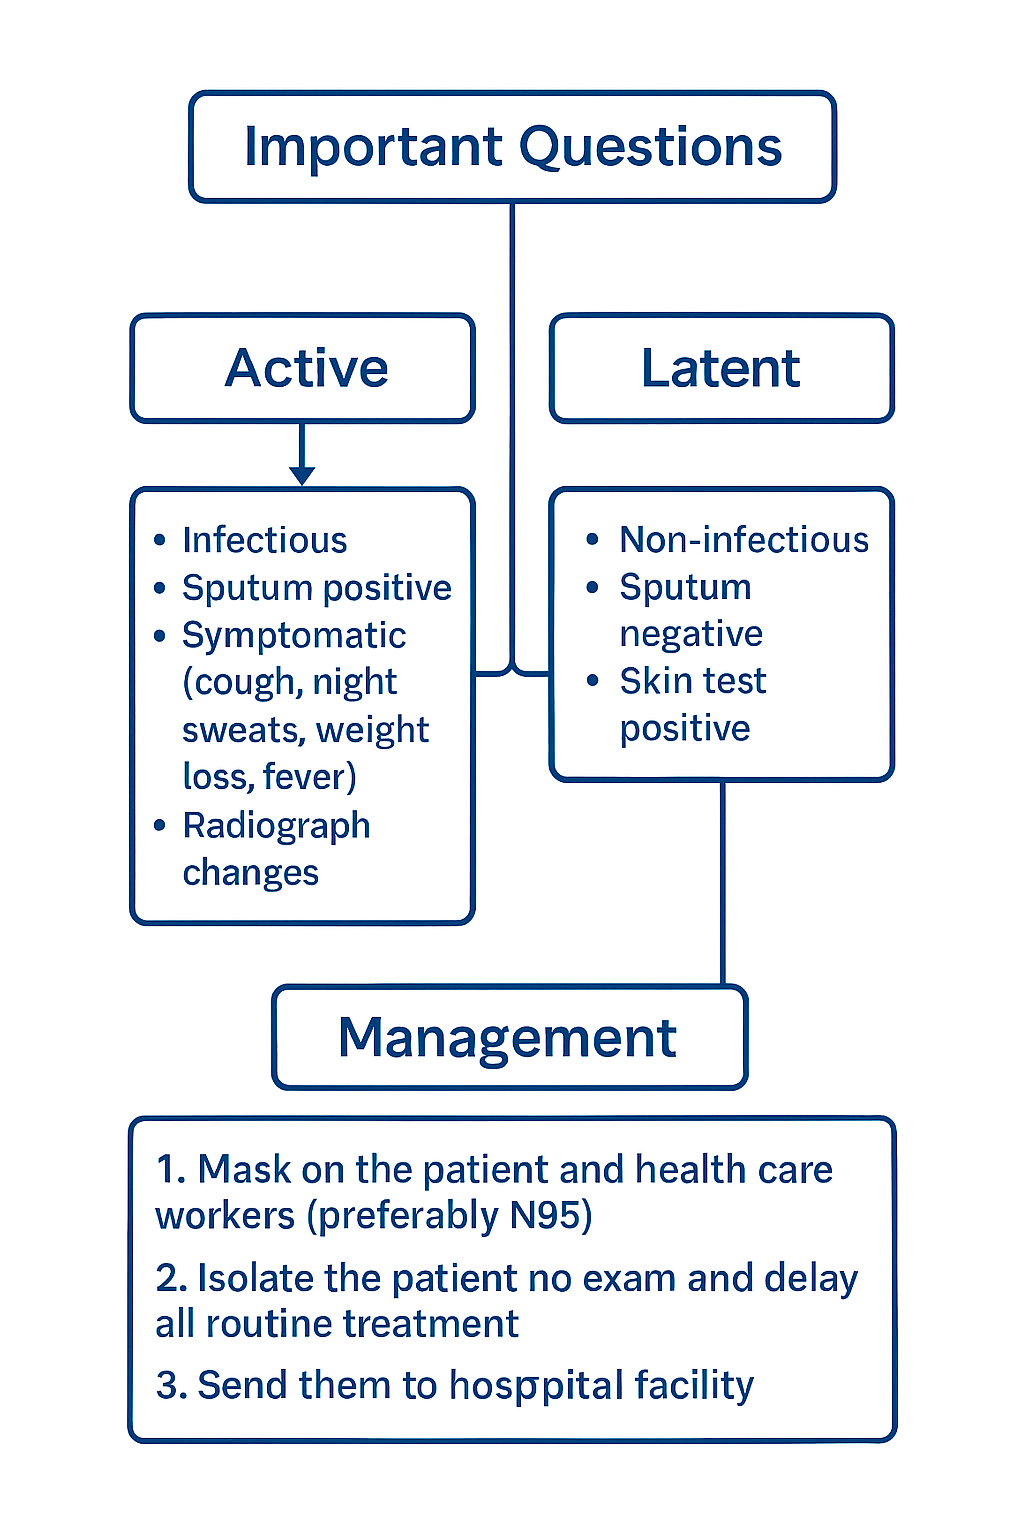 Important Questions
Active
Latent
• Infectious
• Sputum positive
• Symptomatic
(cough, night
sweats, weight
loss, fever)
• Radiograph
changes
• Non-infectious
• Sputum
negative
• Skin test
positive
Management
1. Mask on the patient and health care
workers (preferably N95)
2. Isolate the patient no exam and delay
all routine treatment
3. Send them to hosppital facility